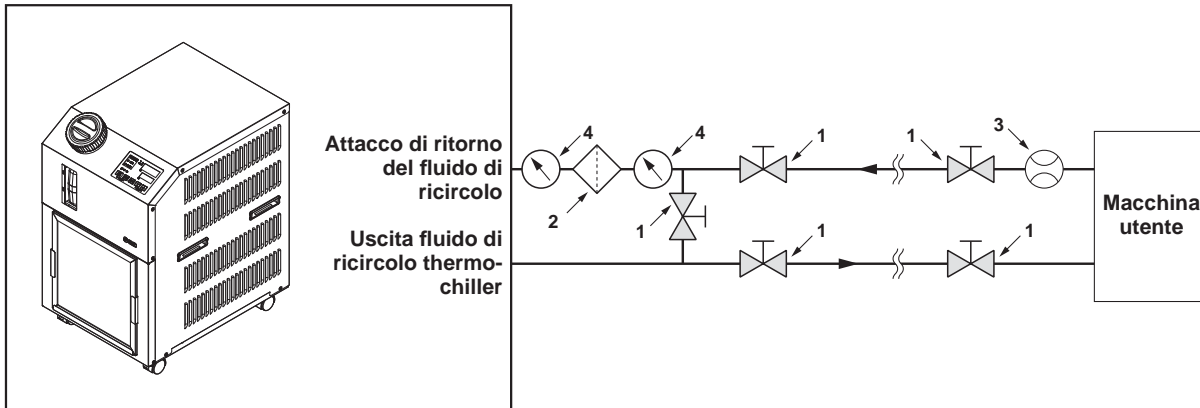 Attacco di ritorno
del fluido di
ricircolo
Uscita fluido di
ricircolo thermo-
chiller
4
2
4
1
1
1
3
1
1
Macchina
utente